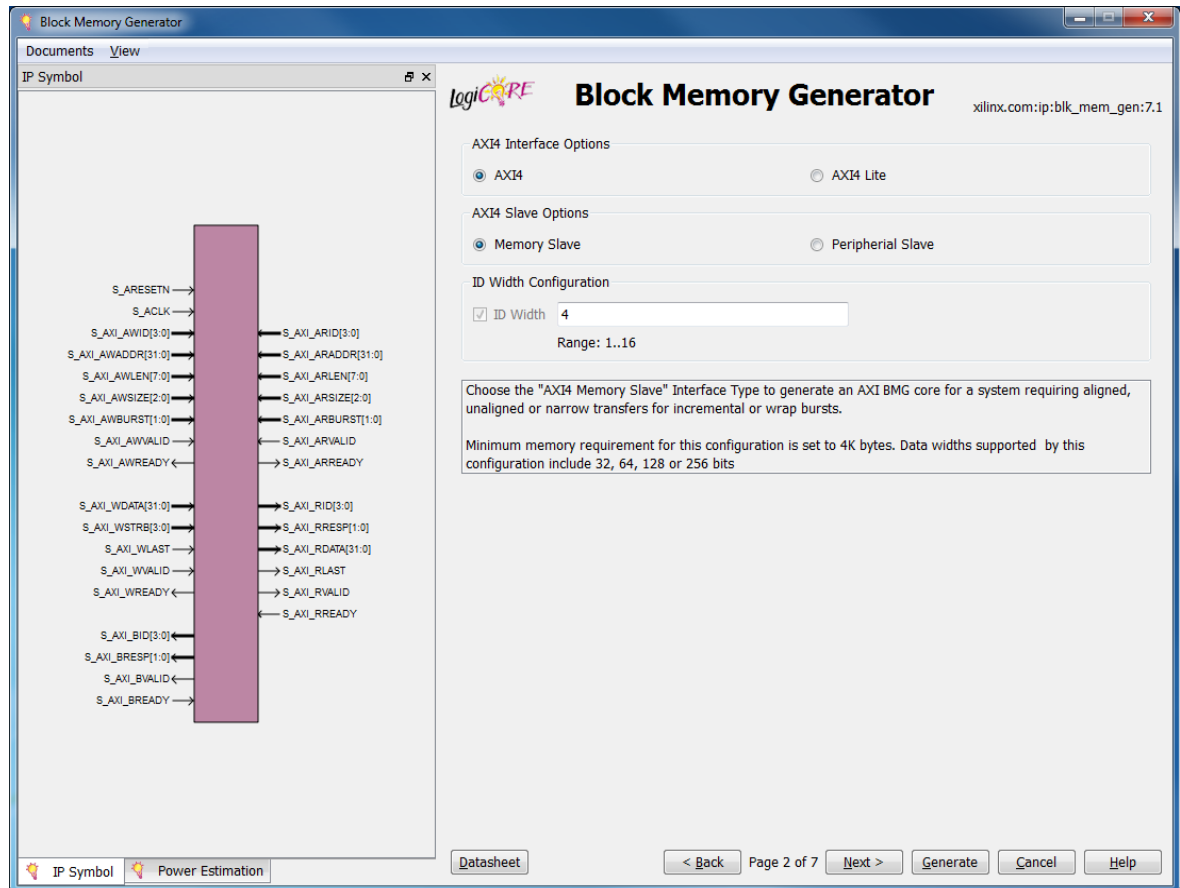 Block Memory Generator
Documents View
IP Symbol
S_ARESETN
S_ACLK
S_AXI_AWID[3:0]
S_AXI_AWADDR[31:0]
S_AXI_AWLEN[7:0]
S_AXI_AWSIZE[2:0]
S_AXI_AWBURST[1:0]
S_AXI_AWVALID
S_AXI_AWREADY
S_AXI_WDATA[31:0]
S_AXI_WSTRB[3:0]
S_AXI_WLAST
S_AXI_WVALID
S_AXI_WREADY
S_AXI_BID[3:0]
S_AXI_BRESP[1:0]
S_AXI_BVALID
S_AXI_BREADY
S_AXI_ARID[3:0]
S_AXI_ARADDR[31:0]
S_AXI_ARLEN[7:0]
S_AXI_ARSIZE[2:0]
S_AXI_ARBURST[1:0]
S_AXI_ARVALID
S_AXI_ARREADY
S_AXI_RID[3:0]
S_AXI_RRESP[1:0]
S_AXI_RDATA[31:0]
S_AXI_RLAST
S_AXI_RVALID
S_AXI_RREADY
IP Symbol Power Estimation
LogiCORE
Block Memory Generator
xilinx.com:ip:blk_mem_gen:7.1
AXI4 Interface Options
AXI4 AXI4 Lite
AXI4 Slave Options
Memory Slave Peripherial Slave
ID Width Configuration
ID Width 4
Range: 1..16
Choose the "AXI4 Memory Slave" Interface Type to generate an AXI BMG core for a system requiring aligned,
unaligned or narrow transfers for incremental or wrap bursts.
Minimum memory requirement for this configuration is set to 4K bytes. Data widths supported by this
configuration include 32, 64, 128 or 256 bits
Datasheet < Back Page 2 of 7 Next > Generate Cancel Help